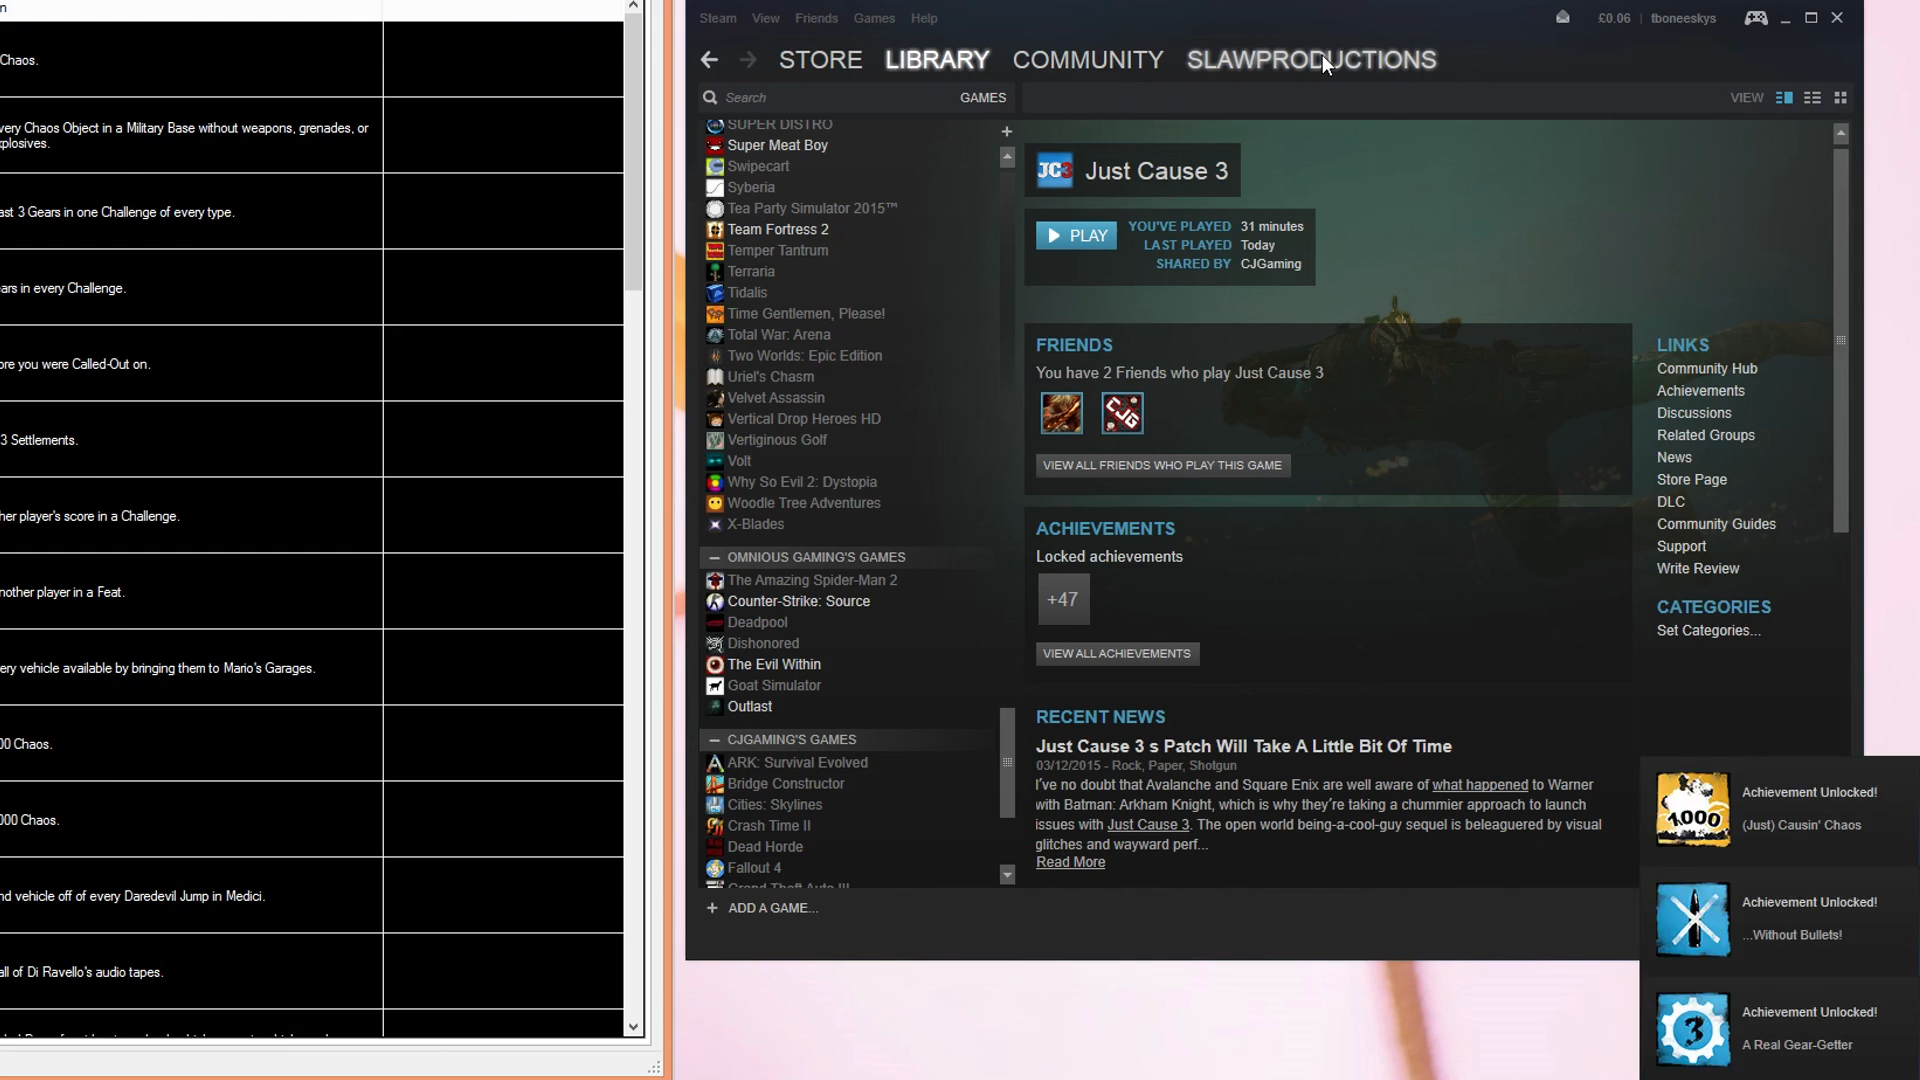 n
Chaos.
very Chaos Object in a Military Base without weapons, grenades, or
xplosives.
ast 3 Gears in one Challenge of every type.
ars in every Challenge.
ore you were Called-Out on.
3 Settlements.
her player's score in a Challenge.
nother player in a Feat.
ery vehicle available by bringing them to Mario's Garages.
00 Chaos.
000 Chaos.
nd vehicle off of every Daredevil Jump in Medici.
all of Di Ravello's audio tapes.
Steam View Friends Games Help
£0.06 | tboneeskys
STORE LIBRARY COMMUNITY SLAWPRODUCTIONS
Search GAMES
VIEW
SUPER DISTRO
Super Meat Boy
Swipecart
Syberia
Tea Party Simulator 2015™
Team Fortress 2
Temper Tantrum
Terraria
Tidalis
Time Gentlemen, Please!
Total War: Arena
Two Worlds: Epic Edition
Uriel's Chasm
Velvet Assassin
Vertical Drop Heroes HD
Vertiginous Golf
Volt
Why So Evil 2: Dystopia
Woodle Tree Adventures
X-Blades
OMNIOUS GAMING'S GAMES
The Amazing Spider-Man 2
Counter-Strike: Source
Deadpool
Dishonored
The Evil Within
Goat Simulator
Outlast
CJGAMING'S GAMES
ARK: Survival Evolved
Bridge Constructor
Cities: Skylines
Crash Time II
Dead Horde
Fallout 4
Grand Theft Auto III
+ ADD A GAME...
JC3 Just Cause 3
PLAY
YOU'VE PLAYED 31 minutes
LAST PLAYED Today
SHARED BY CJGaming
FRIENDS
You have 2 Friends who play Just Cause 3
CJG
VIEW ALL FRIENDS WHO PLAY THIS GAME
ACHIEVEMENTS
Locked achievements
+47
VIEW ALL ACHIEVEMENTS
RECENT NEWS
Just Cause 3 s Patch Will Take A Little Bit Of Time
03/12/2015 - Rock, Paper, Shotgun
I've no doubt that Avalanche and Square Enix are well aware of what happened to Warner
with Batman: Arkham Knight, which is why they're taking a chummier approach to launch
issues with Just Cause 3. The open world being-a-cool-guy sequel is beleaguered by visual
glitches and wayward perf...
Read More
LINKS
Community Hub
Achievements
Discussions
Related Groups
News
Store Page
DLC
Community Guides
Support
Write Review
CATEGORIES
Set Categories...
1,000
Achievement Unlocked!
(Just) Causin' Chaos
Achievement Unlocked!
...Without Bullets!
3
Achievement Unlocked!
A Real Gear-Getter